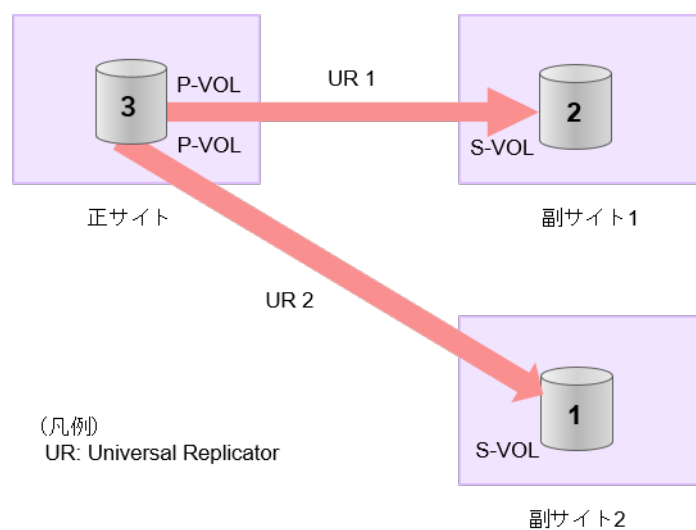 P-VOL
UR 1
3
2
P-VOL
S-VOL
正サイト
副サイト1
UR 2
1
(凡例)
S-VOL
UR: Universal Replicator
副サイト2